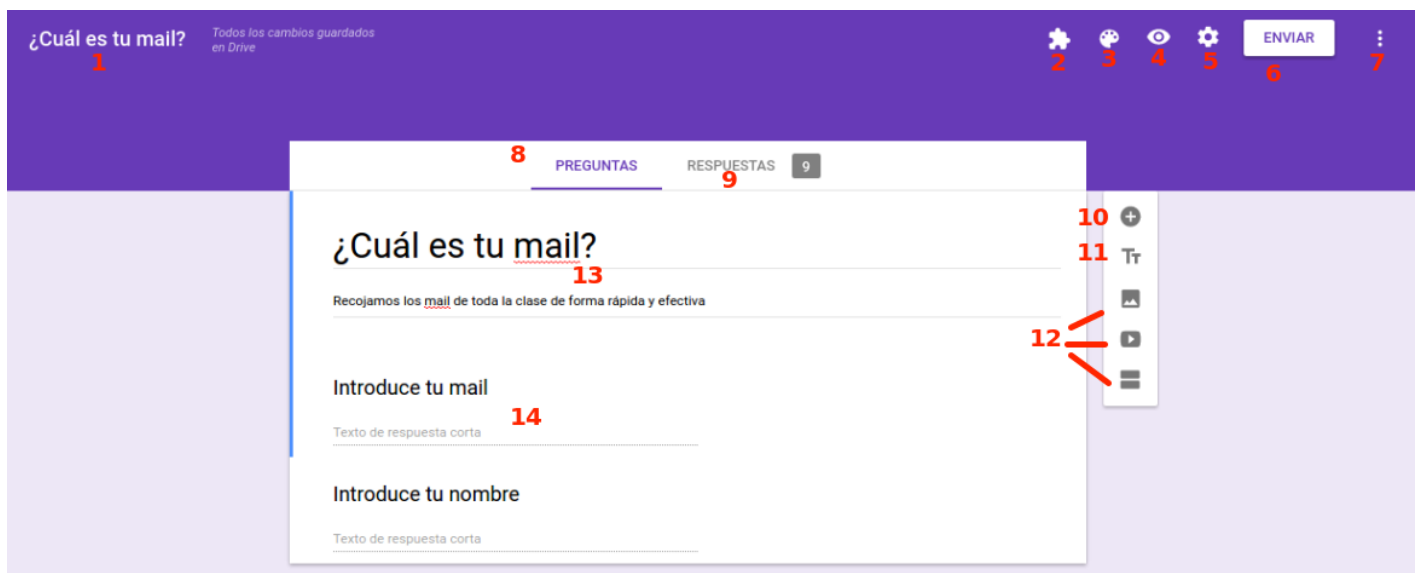 ¿Cuál es tu mail?
Todos los cambios guardados
en Drive
ENVIAR
1
2
3
4
5
6
7
8
PREGUNTAS
RESPUESTAS 9
9
10
11
¿Cuál es tu mail?
13
Recojamos los mail de toda la clase de forma rápida y efectiva
12
Introduce tu mail
14
Texto de respuesta corta
Introduce tu nombre
Texto de respuesta corta